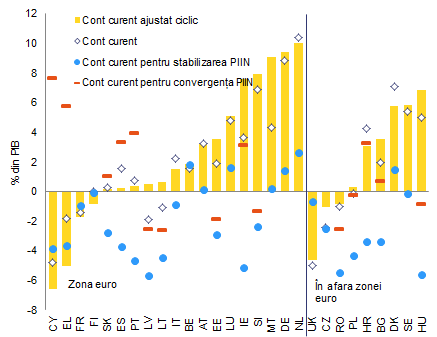 12
10
8
6
4
2
0
-2
-4
-6
-8
% din PIB
Cont curent ajustat ciclic
Cont curent
Cont curent pentru stabilizarea PIIN
Cont curent pentru convergența PIIN
Zona euro
În afara zonei
euro
CY
EL
FR
FI
SK
ES
PT
LV
LT
IT
BE
AT
EE
LU
IE
SI
MT
DE
NL
UK
CZ
RO
PL
HR
BG
DK
SE
HU